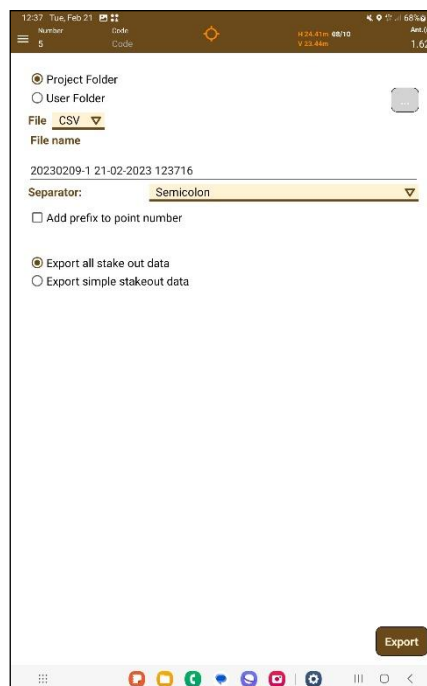 12:37 Tue, Feb 21 68%
Number Code H 24.41m 08/10 Ant.(
5 Code V 23.44m 1.62
Project Folder
User Folder
...
File CSV
File name
20230209-1 21-02-2023 123716
Separator: Semicolon
Add prefix to point number
Export all stake out data
Export simple stakeout data
Export